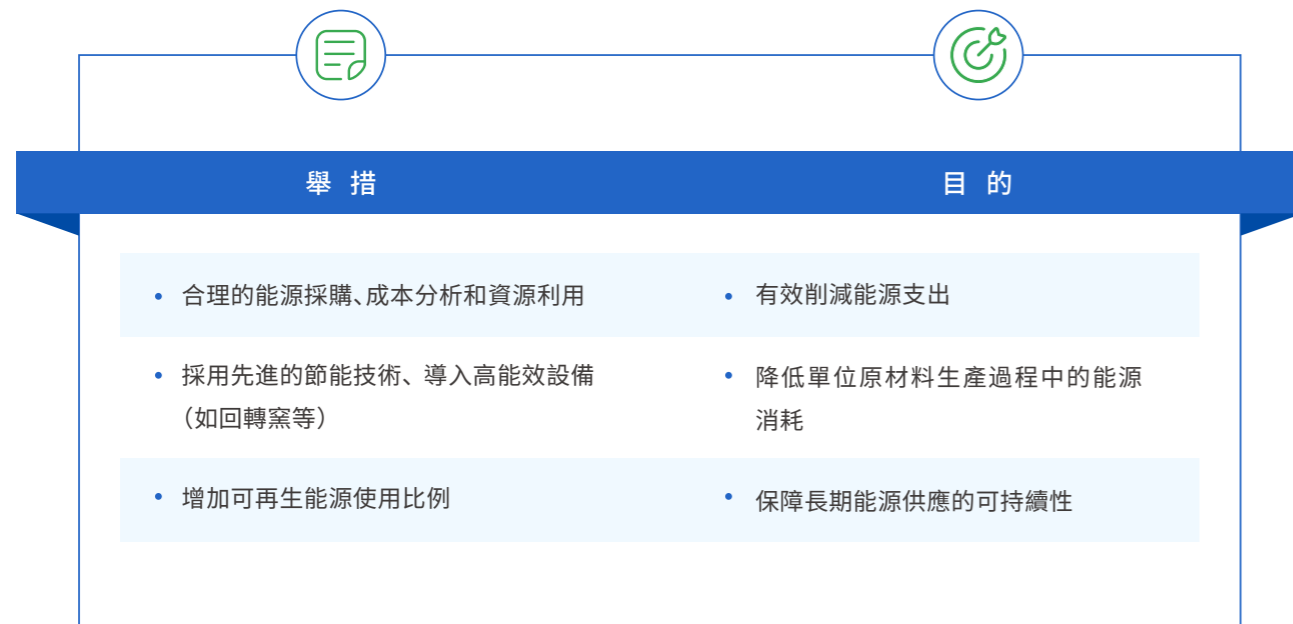 舉措
目的
合理的能源採購、成本分析和資源利用
有效削減能源支出
採用先進的節能技術、導入高能效設備
（如回轉窯等）
降低單位原材料生產過程中的能源
消耗
增加可再生能源使用比例
保障長期能源供應的可持續性